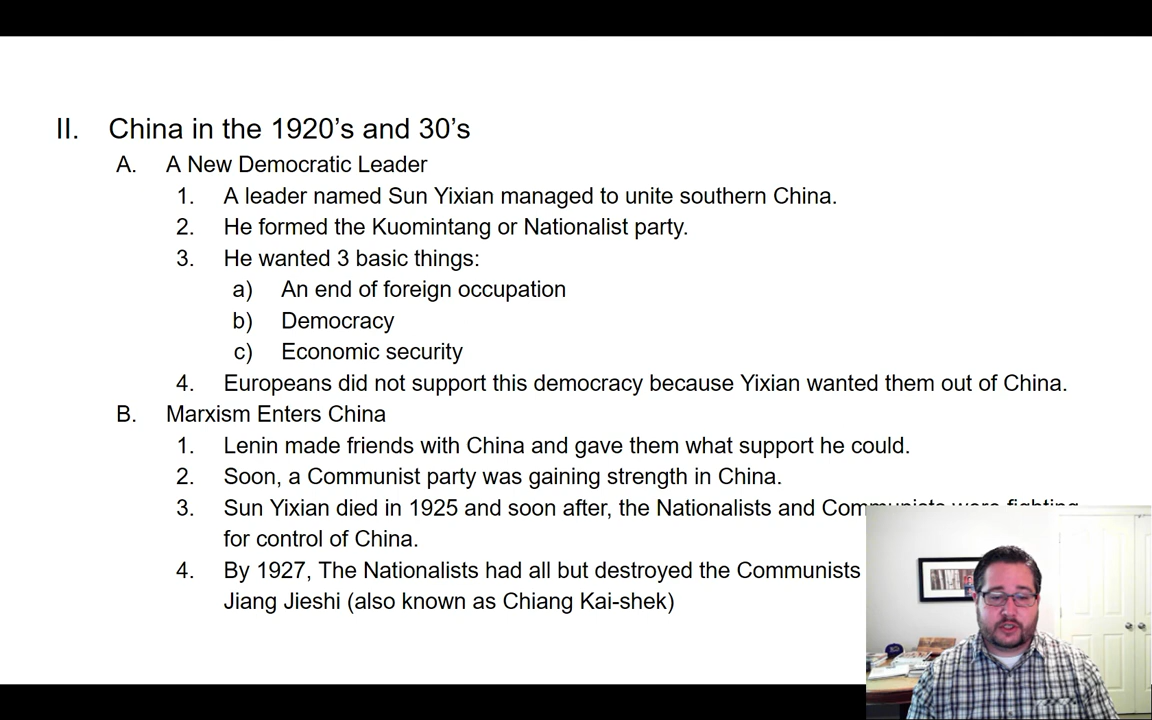 II. China in the 1920’s and 30’s
A. A New Democratic Leader
1. A leader named Sun Yixian managed to unite southern China.
2. He formed the Kuomintang or Nationalist party.
3. He wanted 3 basic things:
a) An end of foreign occupation
b) Democracy
c) Economic security
4. Europeans did not support this democracy because Yixian wanted them out of China.
B. Marxism Enters China
1. Lenin made friends with China and gave them what support he could.
2. Soon, a Communist party was gaining strength in China.
3. Sun Yixian died in 1925 and soon after, the Nationalists and Communists were fighting
for control of China.
4. By 1927, The Nationalists had all but destroyed the Communists
Jiang Jieshi (also known as Chiang Kai-shek)